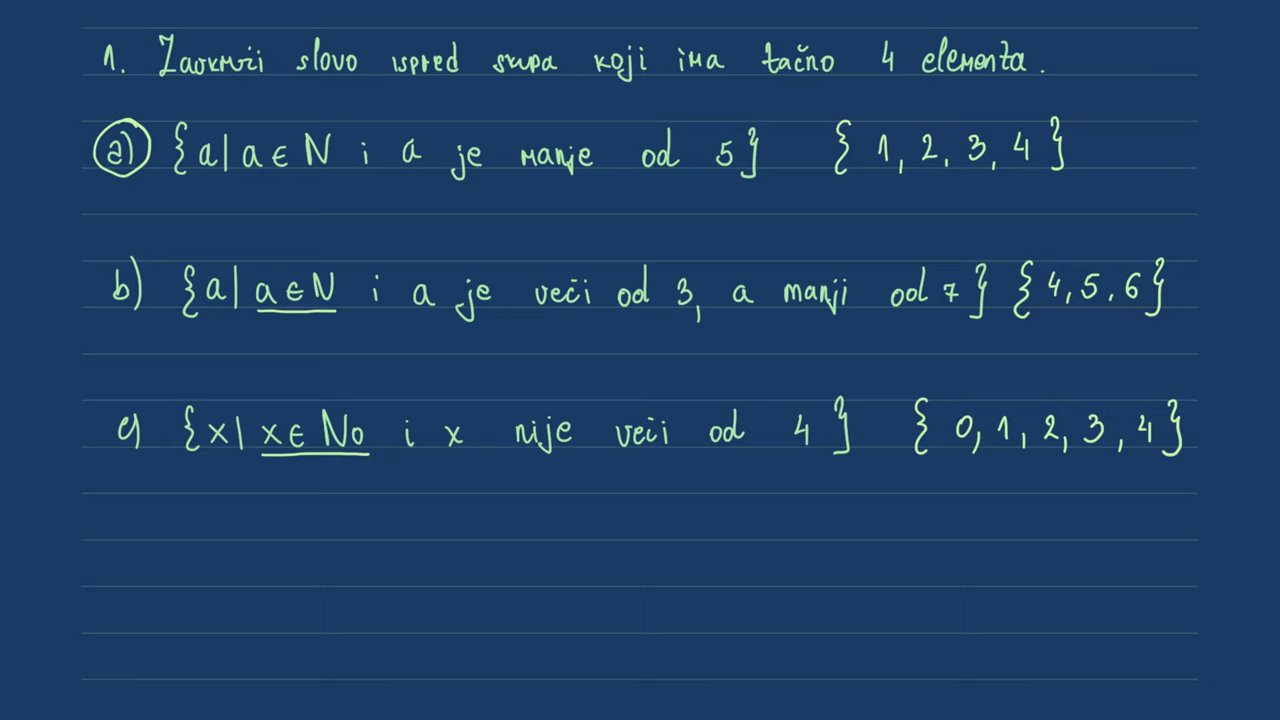 1. Zaokruži slovo ispred skupa koji ima tačno 4 elementa.
a) {a| a∈N i a je manje od 5} {1, 2, 3, 4}
b) {a| a∈N i a je veći od 3, a manji od 7} {4, 5, 6}
c) {x| x∈N₀ i x nije veći od 4} {0, 1, 2, 3, 4}